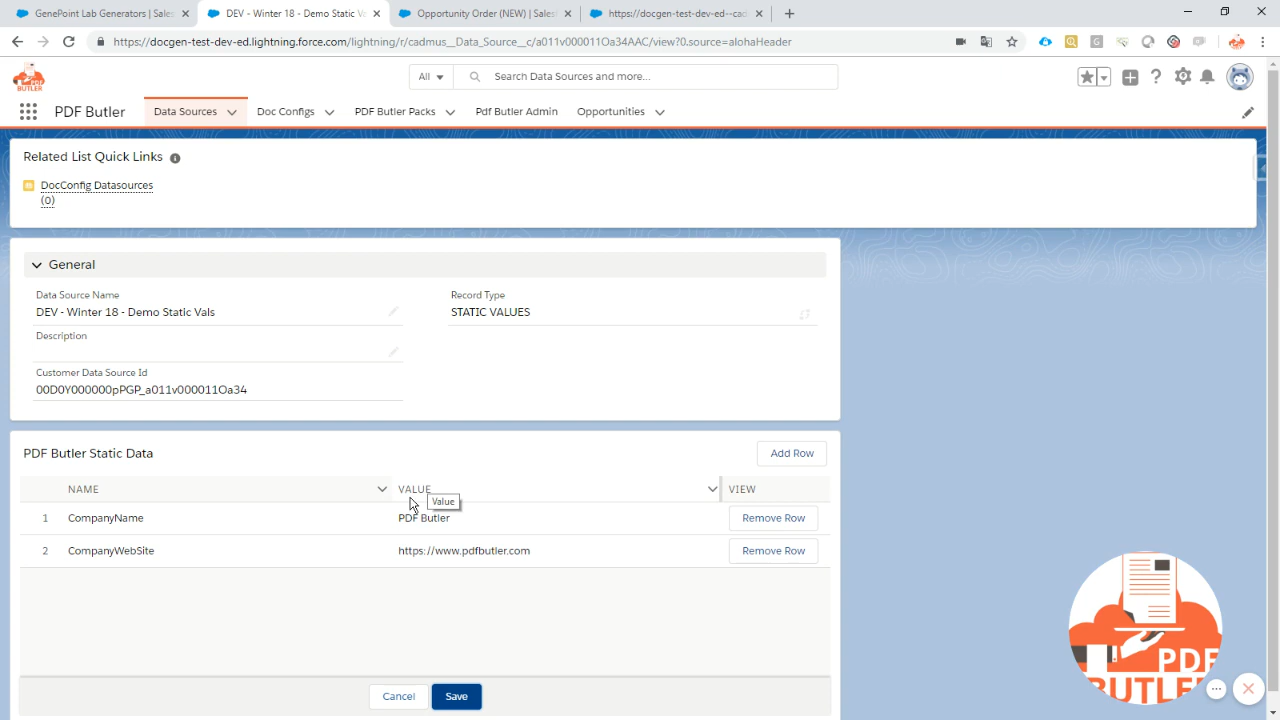 GenePoint Lab Generators | Sales
DEV - Winter 18 - Demo Static Va
Opportunity Order (NEW) | Sales
https://docgen-test-dev-ed--cad
https://docgen-test-dev-ed.lightning.force.com/lightning/r/cadmus__Data_Source__c/a011v000011Oa34AAC/view?0.source=alohaHeader
PDF
BUTLER
All
Search Data Sources and more...
PDF Butler
Data Sources
Doc Configs
PDF Butler Packs
Pdf Butler Admin
Opportunities
Related List Quick Links
DocConfig Datasources
(0)
General
Data Source Name
DEV - Winter 18 - Demo Static Vals
Record Type
STATIC VALUES
Description
Customer Data Source Id
00D0Y000000pPGP_a011v000011Oa34
PDF Butler Static Data
Add Row
NAME
VALUE
VIEW
Value
1 CompanyName PDF Butler Remove Row
2 CompanyWebSite https://www.pdfbutler.com Remove Row
Cancel
Save
PDF
BUTLER